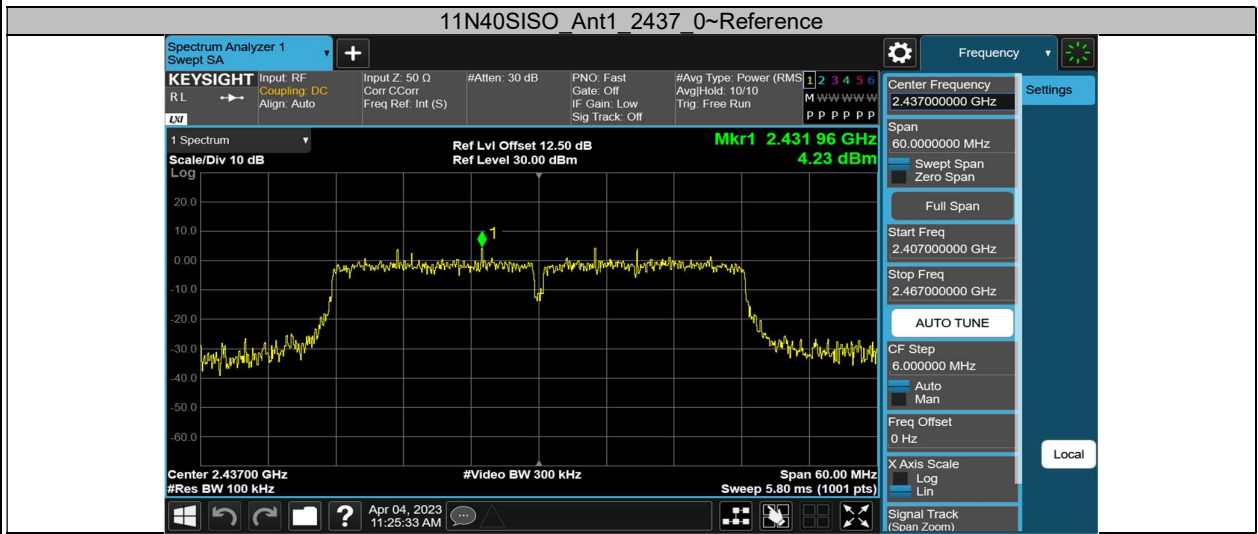 11N40SISO_Ant1_2437_0~Reference
Spectrum Analyzer 1
Swept SA
Frequency
KEYSIGHT
RL
LXI
Input: RF
Coupling: DC
Align: Auto
Input Z: 50 Ω
Corr CCorr
Freq Ref: Int (S)
#Atten: 30 dB
PNO: Fast
Gate: Off
IF Gain: Low
Sig Track: Off
#Avg Type: Power (RMS
Avg|Hold: 10/10
Trig: Free Run
1 2 3 4 5 6
M W W W W W
P P P P P P
1 Spectrum
Scale/Div 10 dB
Log
Ref Lvl Offset 12.50 dB
Ref Level 30.00 dBm
Mkr1 2.431 96 GHz
4.23 dBm
1
20.0
10.0
0.00
-10.0
-20.0
-30.0
-40.0
-50.0
-60.0
Center 2.43700 GHz
#Res BW 100 kHz
#Video BW 300 kHz
Span 60.00 MHz
Sweep 5.80 ms (1001 pts)
?
Apr 04, 2023
11:25:33 AM
Center Frequency
2.437000000 GHz
Span
60.0000000 MHz
Swept Span
Zero Span
Full Span
Start Freq
2.407000000 GHz
Stop Freq
2.467000000 GHz
AUTO TUNE
CF Step
6.000000 MHz
Auto
Man
Freq Offset
0 Hz
X Axis Scale
Log
Lin
Signal Track
(Span Zoom)
Settings
Local